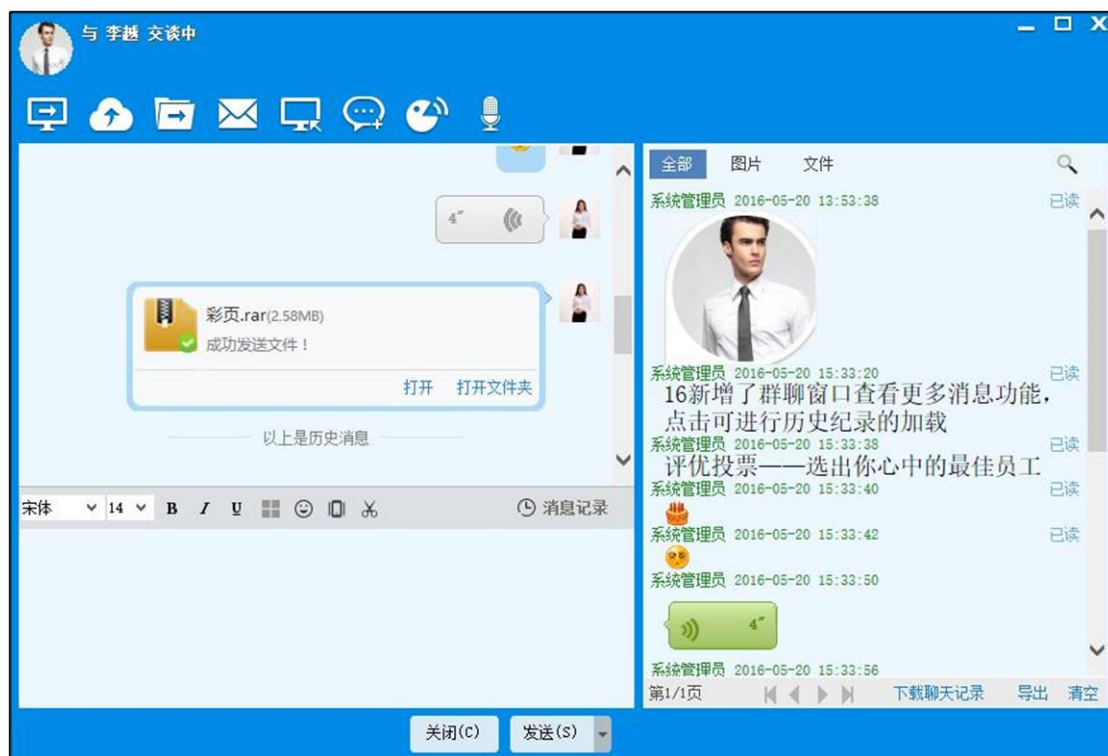 与 李越 交谈中
4″
彩页.rar(2.58MB)
成功发送文件！
打开 打开文件夹
以上是历史消息
宋体 14 B I U 消息记录
关闭(C) 发送(S)
全部 图片 文件
系统管理员 2016-05-20 13:53:38 已读
系统管理员 2016-05-20 15:33:20 已读
16新增了群聊窗口查看更多消息功能，
点击可进行历史纪录的加载
系统管理员 2016-05-20 15:33:38 已读
评优投票——选出你心中的最佳员工
系统管理员 2016-05-20 15:33:40 已读
系统管理员 2016-05-20 15:33:42 已读
系统管理员 2016-05-20 15:33:50
4″
系统管理员 2016-05-20 15:33:56
第1/1页 下载聊天记录 导出 清空